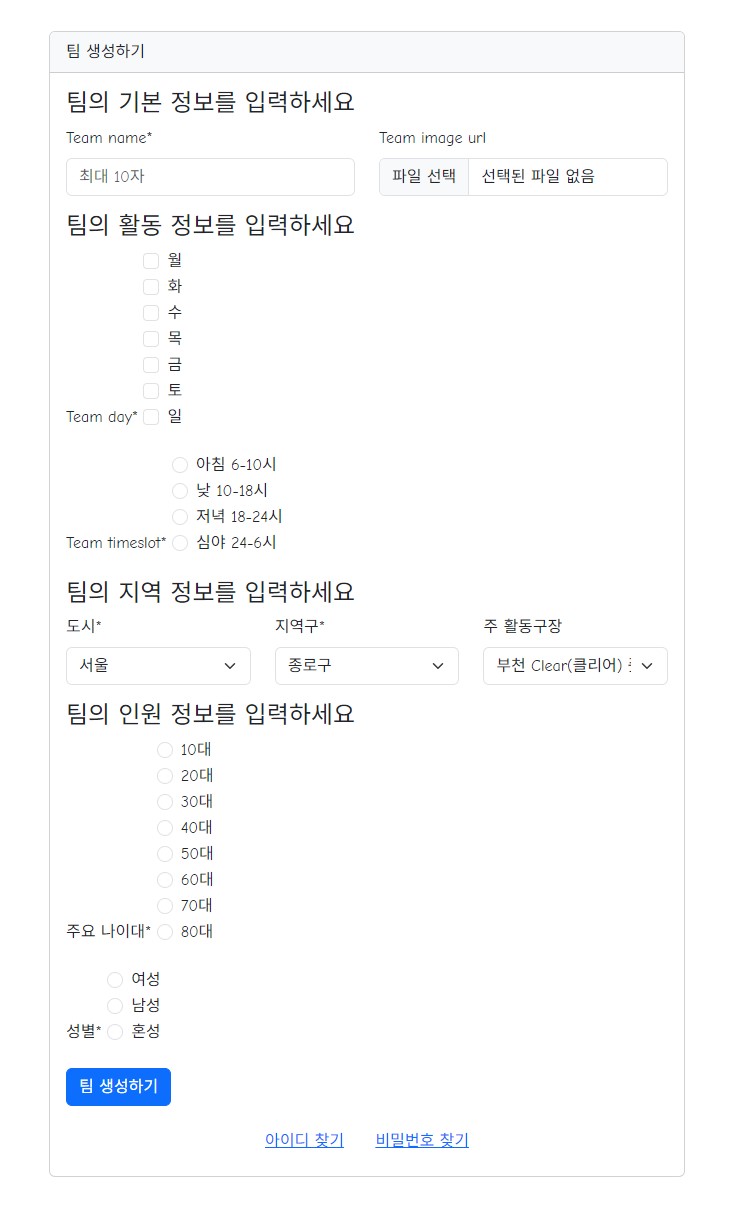 팀 생성하기
팀의 기본 정보를 입력하세요
Team name* Team image url
최대 10자 파일 선택 선택된 파일 없음
팀의 활동 정보를 입력하세요
월
화
수
목
금
토
Team day* 일
아침 6-10시
낮 10-18시
저녁 18-24시
Team timeslot* 심야 24-6시
팀의 지역 정보를 입력하세요
도시* 지역구* 주 활동구장
서울 종로구 부천 Clear(클리어)
팀의 인원 정보를 입력하세요
10대
20대
30대
40대
50대
60대
70대
주요 나이대* 80대
여성
남성
성별* 혼성
팀 생성하기
아이디 찾기 비밀번호 찾기